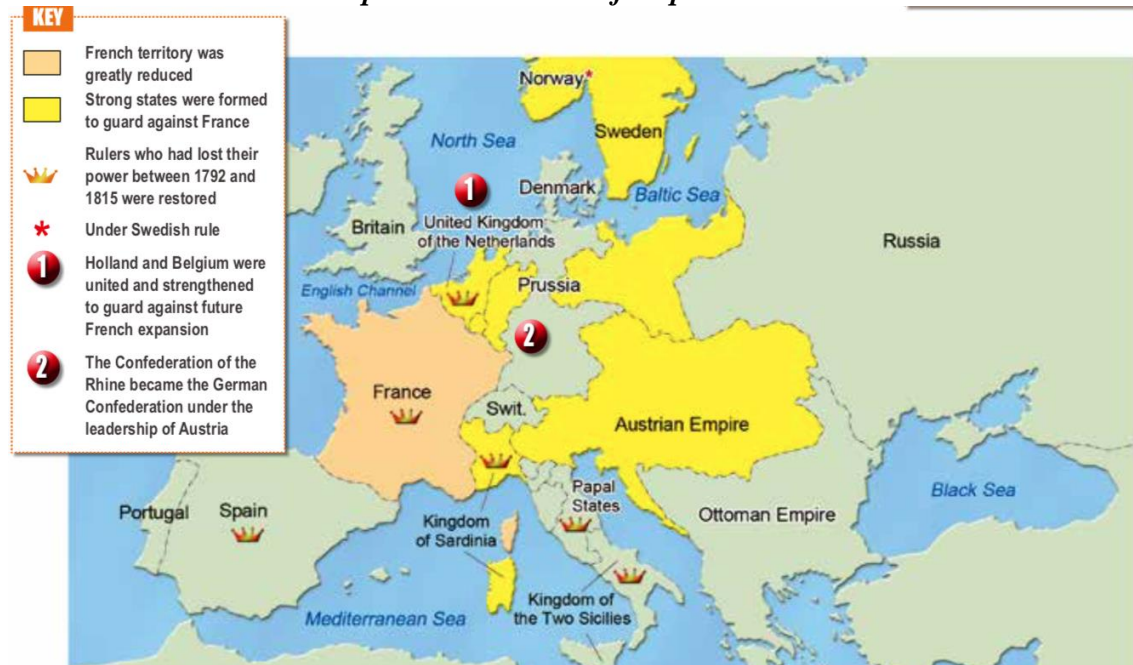 KEY
French territory was
greatly reduced
Strong states were formed
to guard against France
Rulers who had lost their
power between 1792 and
1815 were restored
* Under Swedish rule
1 Holland and Belgium were
united and strengthened
to guard against future
French expansion
2 The Confederation of the
Rhine became the German
Confederation under the
leadership of Austria
Norway*
Sweden
North Sea
1
Denmark
Baltic Sea
Britain
United Kingdom
of the Netherlands
Russia
English Channel
Prussia
2
France
Swit.
Austrian Empire
Portugal
Spain
Papal
States
Black Sea
Kingdom
of Sardinia
Ottoman Empire
Mediterranean Sea
Kingdom of
the Two Sicilies